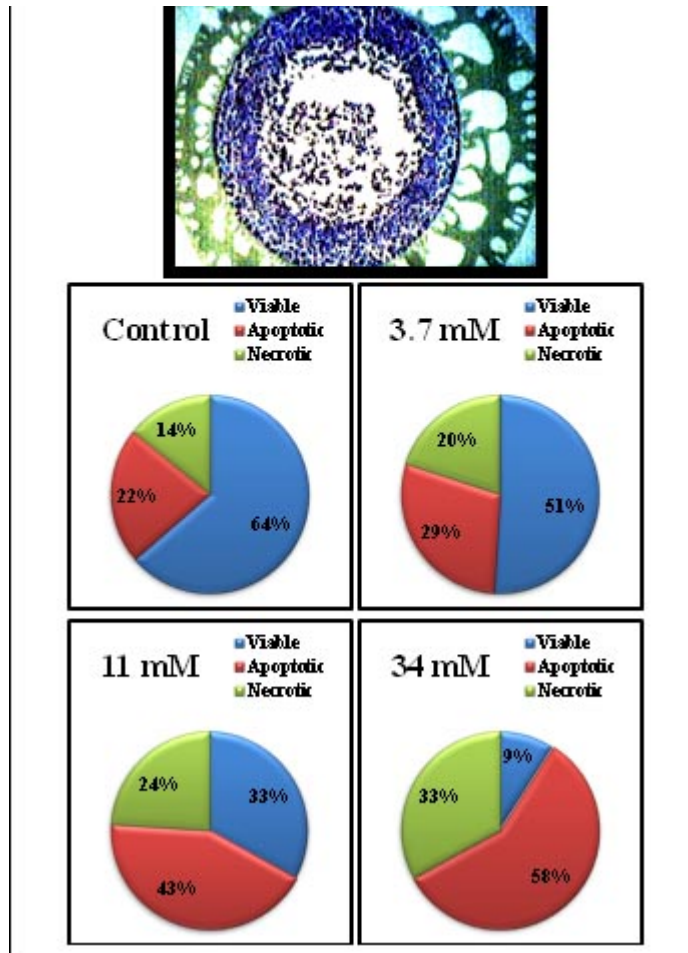 Control
Viable
Apoptotic
Necrotic
14%
22%
64%
3.7 mM
Viable
Apoptotic
Necrotic
20%
29%
51%
11 mM
Viable
Apoptotic
Necrotic
24%
33%
43%
34 mM
Viable
Apoptotic
Necrotic
9%
33%
58%